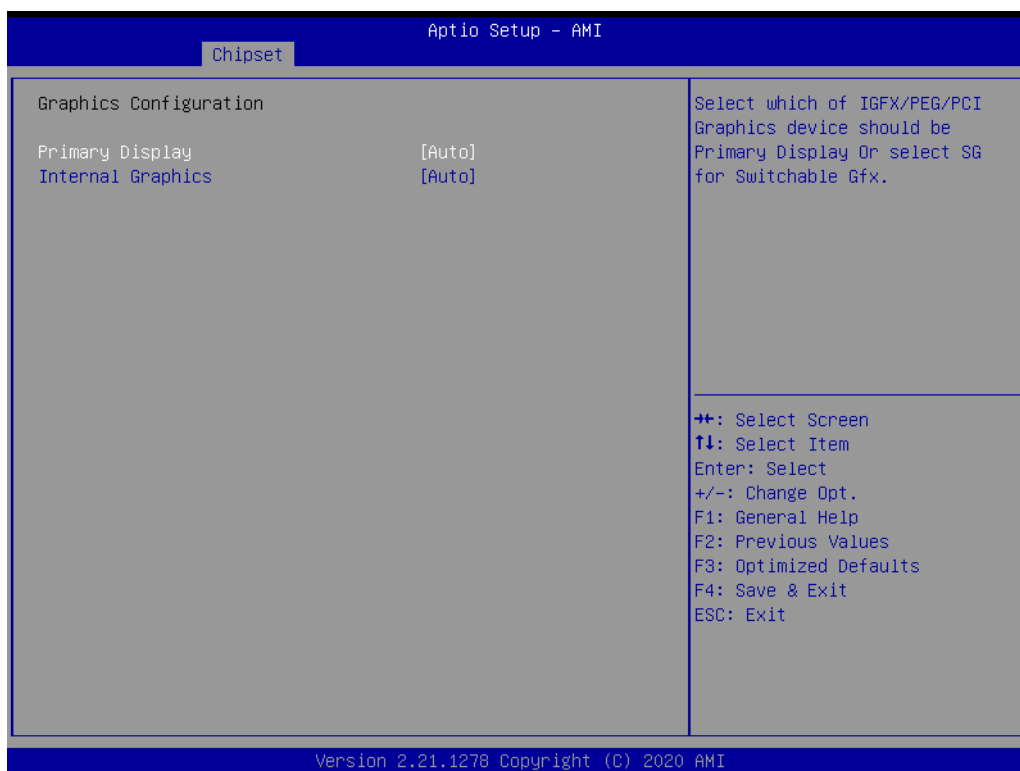 Aptio Setup - AMI
Chipset
Graphics Configuration
Primary Display [Auto]
Internal Graphics [Auto]
Select which of IGFX/PEG/PCI
Graphics device should be
Primary Display Or select SG
for Switchable Gfx.
→←: Select Screen
↑↓: Select Item
Enter: Select
+/-: Change Opt.
F1: General Help
F2: Previous Values
F3: Optimized Defaults
F4: Save & Exit
ESC: Exit
Version 2.21.1278 Copyright (C) 2020 AMI